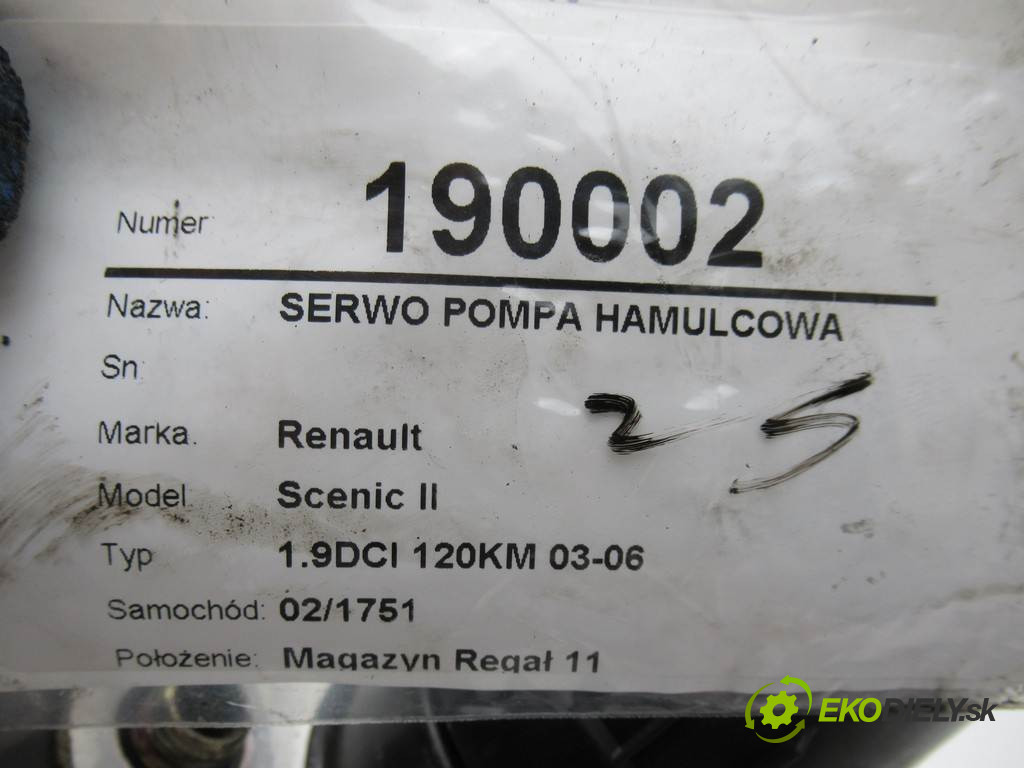 Numer 190002
Nazwa: SERWO POMPA HAMULCOWA
Sn:
25
Marka. Renault
Model Scenic II
Typ 1.9DCI 120KM 03-06
Samochód: 02/1751
Położenie: Magazyn Regał 11
EKODIELY.sk